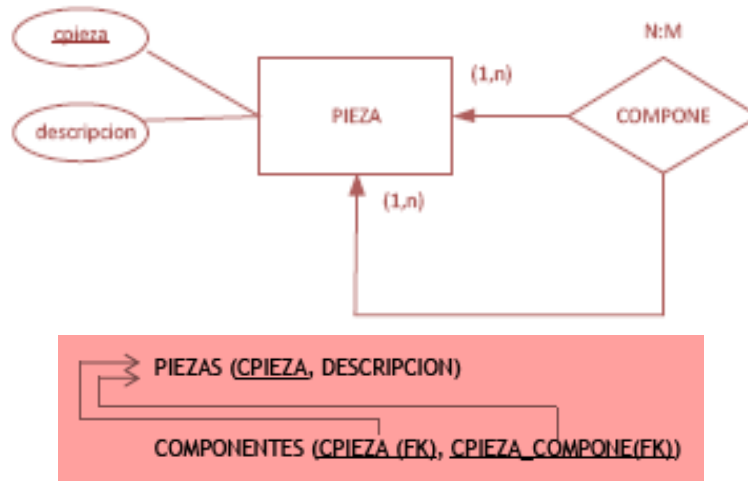 cpieza
N:M
(1,n)
PIEZA
COMPONE
descripcion
(1,n)
PIEZAS (CPIEZA, DESCRIPCION)
COMPONENTES (CPIEZA (FK), CPIEZA_COMPONE(FK))